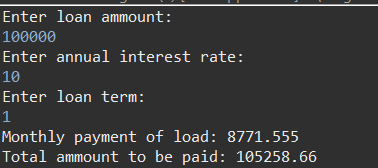 Enter loan ammount:
100000
Enter annual interest rate:
10
Enter loan term:
1
Monthly payment of load: 8771.555
Total ammount to be paid: 105258.66